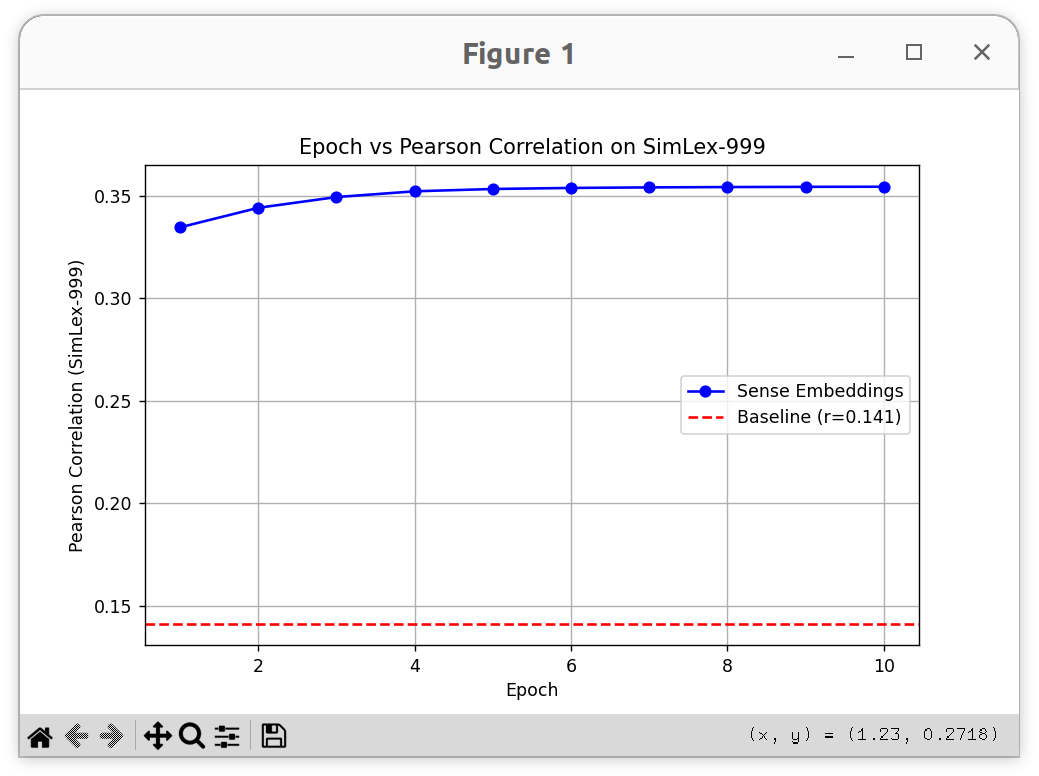 Figure 1
Epoch vs Pearson Correlation on SimLex-999
Pearson Correlation (SimLex-999)
0.35
0.30
0.25
0.20
0.15
Sense Embeddings
Baseline (r=0.141)
2 4 6 8 10
Epoch
(x, y) = (1.23, 0.2718)